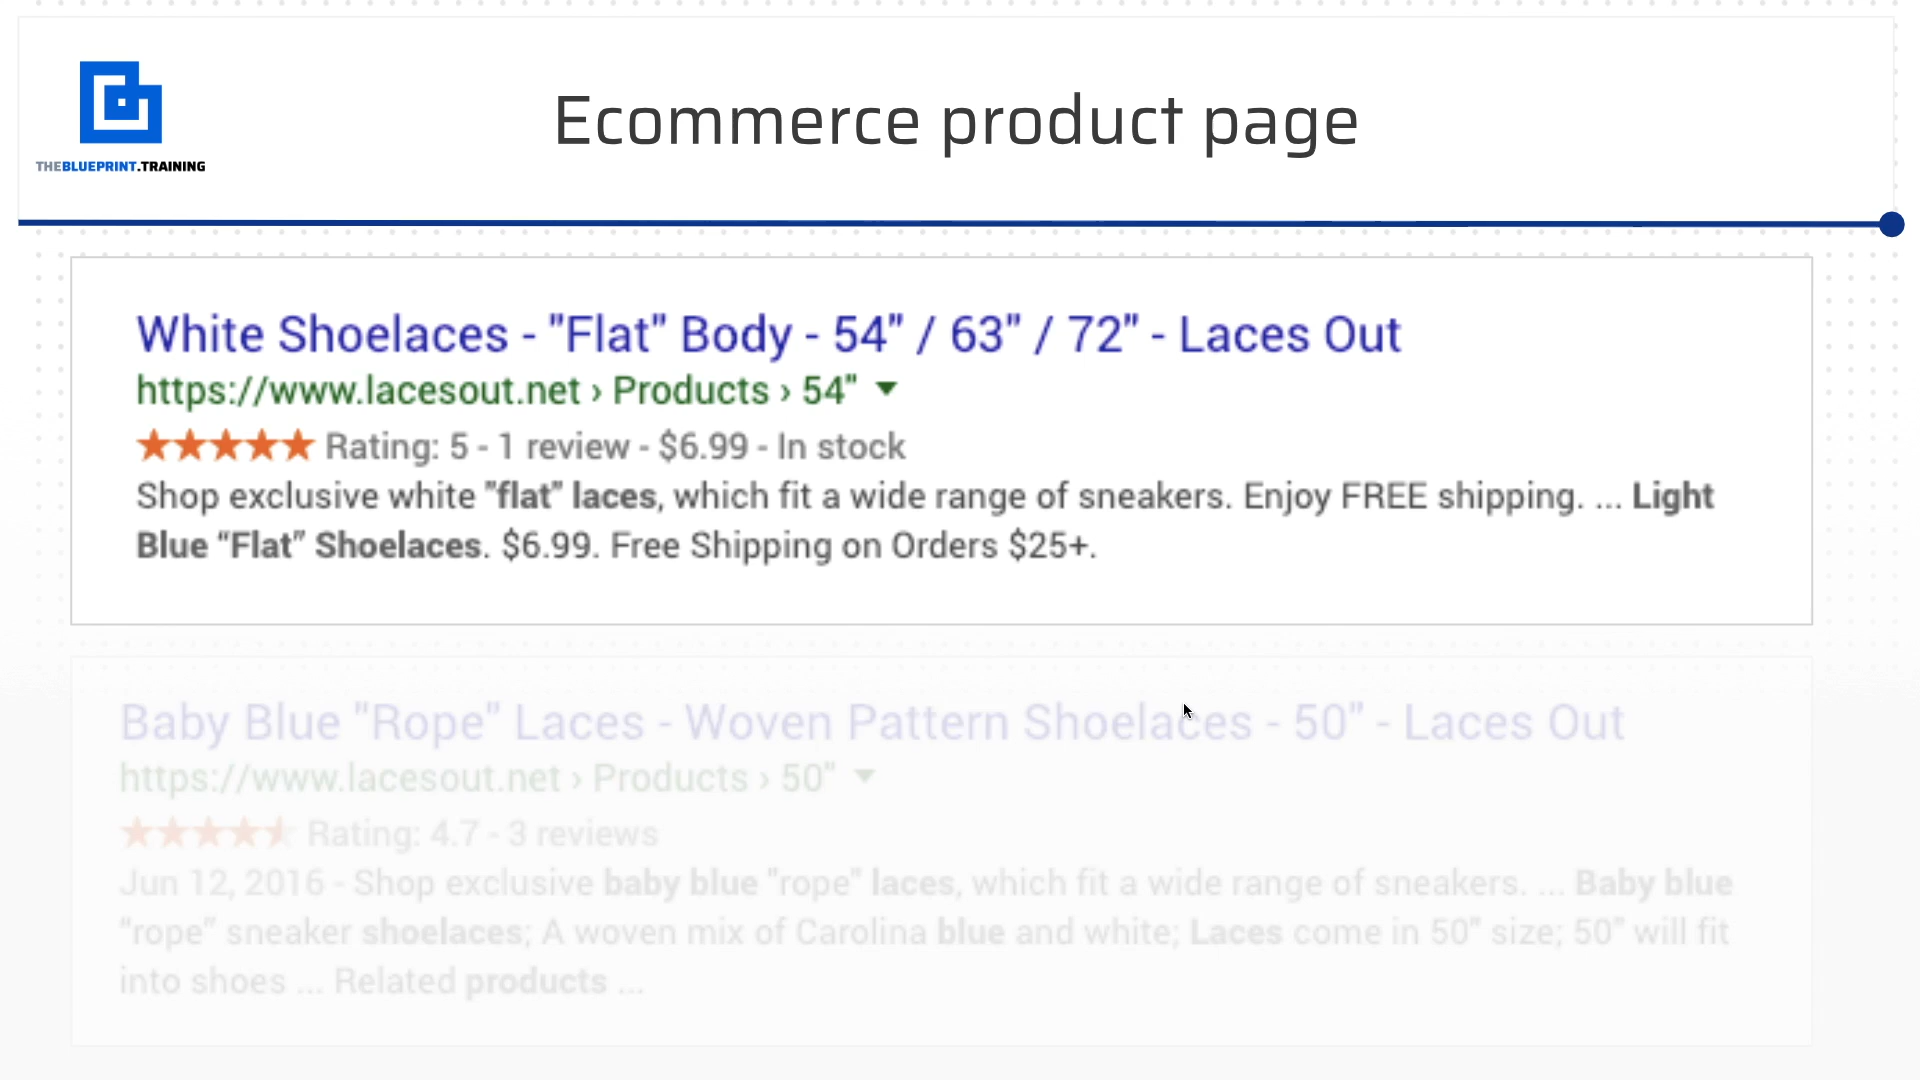 THEBLUEPRINT.TRAINING
Ecommerce product page
White Shoelaces - "Flat" Body - 54" / 63" / 72" - Laces Out
https://www.lacesout.net › Products › 54"
Rating: 5 - 1 review - $6.99 - In stock
Shop exclusive white "flat" laces, which fit a wide range of sneakers. Enjoy FREE shipping. ... Light
Blue “Flat” Shoelaces. $6.99. Free Shipping on Orders $25+.
Baby Blue "Rope" Laces - Woven Pattern Shoelaces - 50" - Laces Out
https://www.lacesout.net › Products › 50"
Rating: 4.7 - 3 reviews
Jun 12, 2016 - Shop exclusive baby blue "rope" laces, which fit a wide range of sneakers. ... Baby blue
“rope” sneaker shoelaces; A woven mix of Carolina blue and white; Laces come in 50" size; 50" will fit
into shoes ... Related products ...